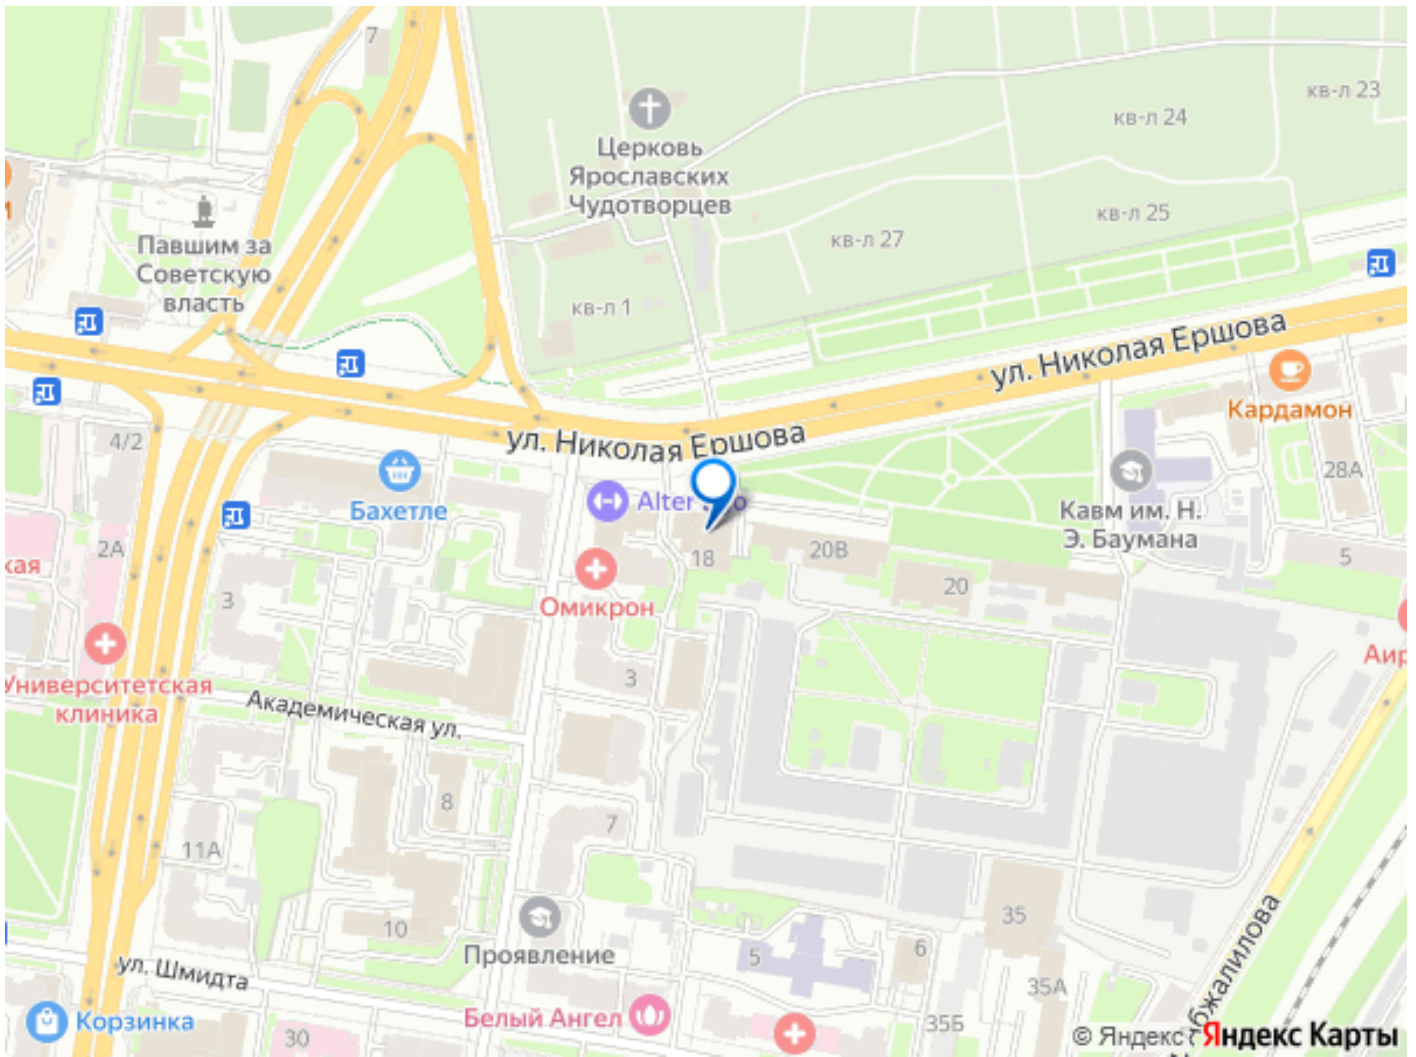 7
кв-л 23
кв-л 24
Церковь
Ярославских
Чудотворцев
кв-л 25
кв-л 27
Павшим за
Советскую
власть
кв-л 1
ул. Николая Ершова
Кардамон
4/2
ул. Николая Ершова
28А
Бахетле
Alter
Кавм им. Н.
Э. Баумана
2А
18
20В
5
кая
20
3
Омикрон
Аир
Университетская
клиника
3
Академическая ул.
8
7
11А
35
10
Проявление
5
6
ул. Шмидта
35А
бжалилова
Корзинка
Белый Ангел
30
35Б
© Яндекс
Яндекс Карты